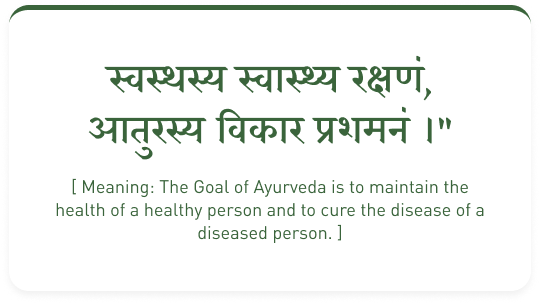 स्वस्थस्य स्वास्थ्य रक्षणं,
आतुरस्य विकार प्रशमनं ।"
[ Meaning: The Goal of Ayurveda is to maintain the
health of a healthy person and to cure the disease of a
diseased person. ]